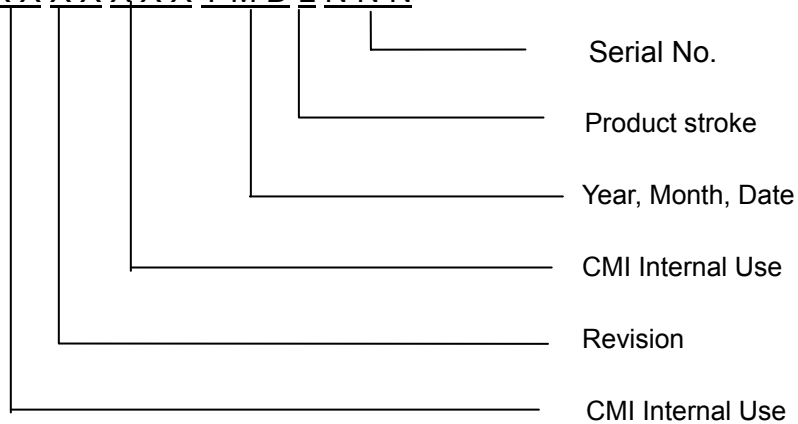 Serial No.
Product stroke
Year, Month, Date
CMI Internal Use
Revision
CMI Internal Use